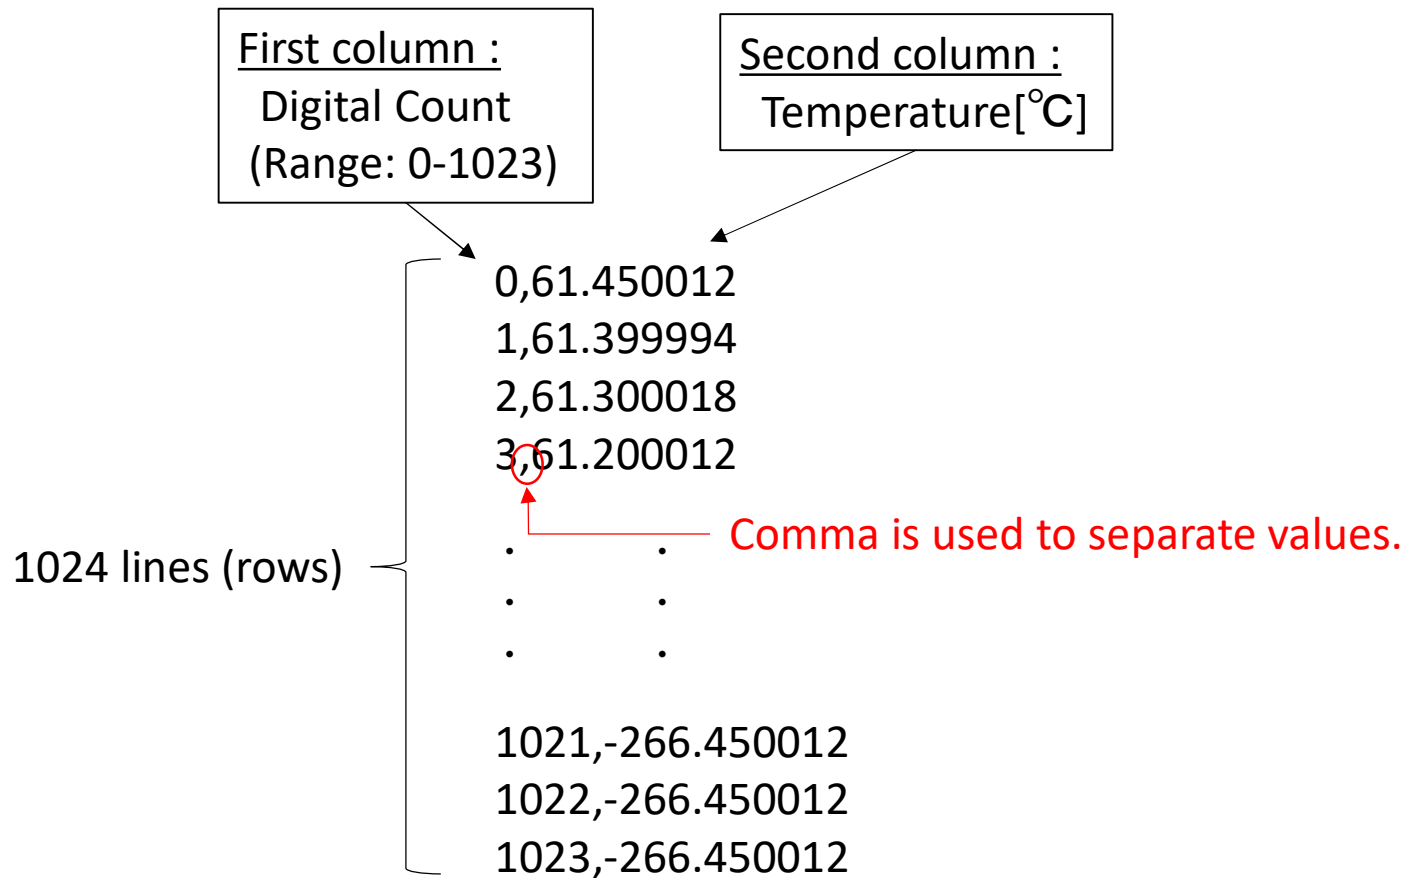 First column :
Digital Count
(Range: 0-1023)
Second column :
Temperature[℃]
0,61.450012
1,61.399994
2,61.300018
3,61.200012
Comma is used to separate values.
1024 lines (rows)
. .
. .
. .
1021,-266.450012
1022,-266.450012
1023,-266.450012